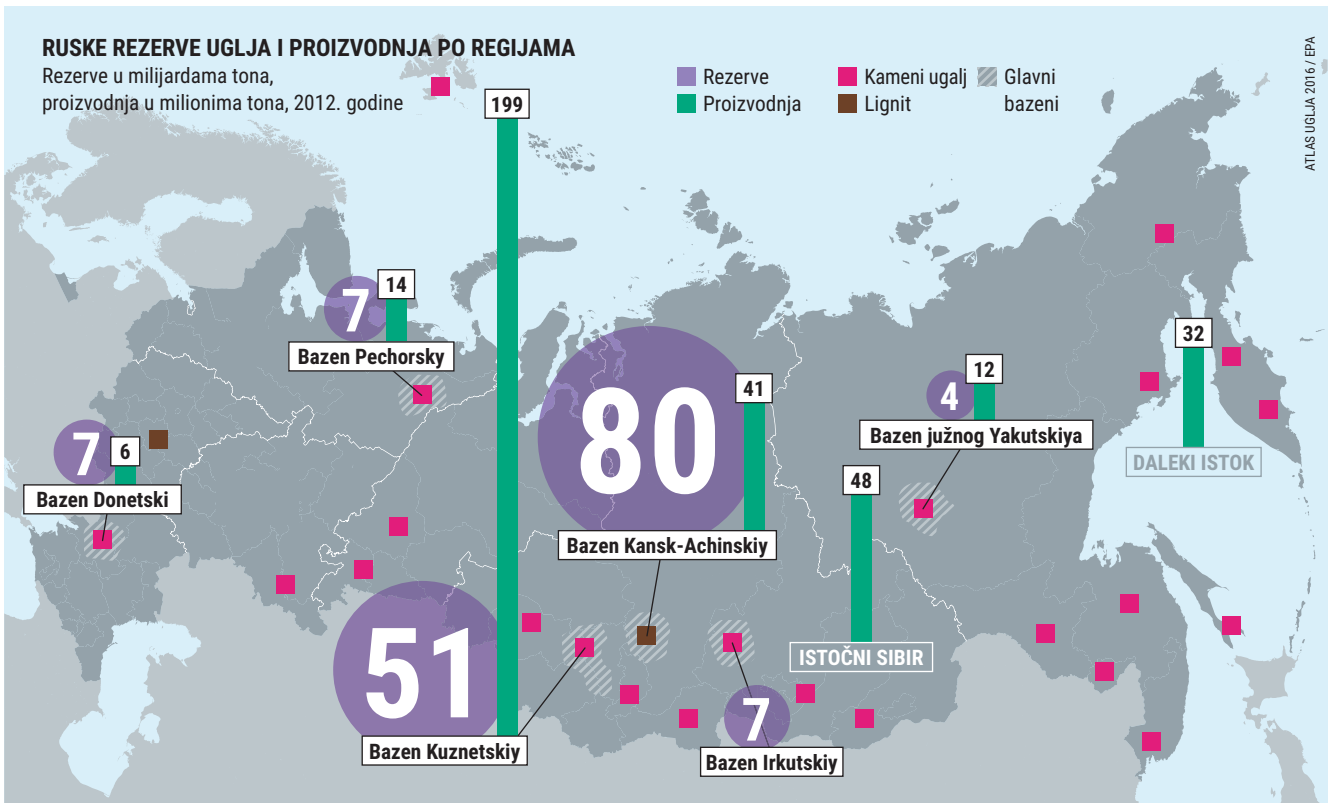 RUSKE REZERVE UGLJA I PROIZVODNJA PO REGIJAMA
Rezerve u milijardama tona,
proizvodnja u milionima tona, 2012. godine
Rezerve
Proizvodnja
Kameni ugalj
Lignit
Glavni
bazeni
ATLAS UGLJA 2016 / EPA
199
7
14
Bazen Pechorsky
7
6
Bazen Donetski
80
41
Bazen Kansk-Achinskiy
4
12
Bazen južnog Yakutskiya
32
DALEKI ISTOK
48
ISTOČNI SIBIR
51
Bazen Kuznetskiy
7
Bazen Irkutskiy